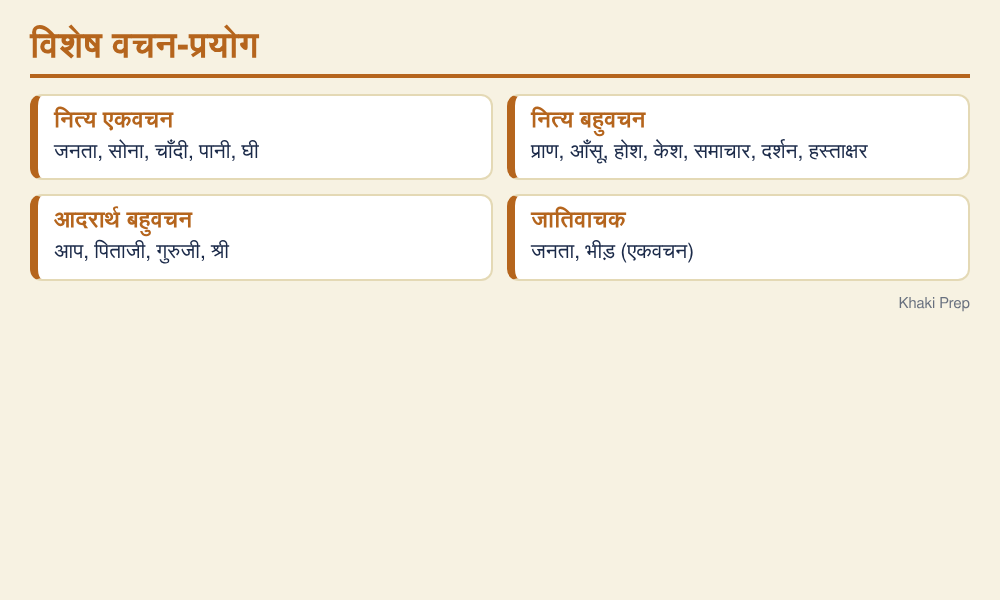 विशेष वचन-प्रयोग
नित्य एकवचन
जनता, सोना, चाँदी, पानी, घी
नित्य बहुवचन
प्राण, आँसू, होश, केश, समाचार, दर्शन, हस्ताक्षर
आदरार्थ बहुवचन
आप, पिताजी, गुरुजी, श्री
जातिवाचक
जनता, भीड़ (एकवचन)
Khaki Prep